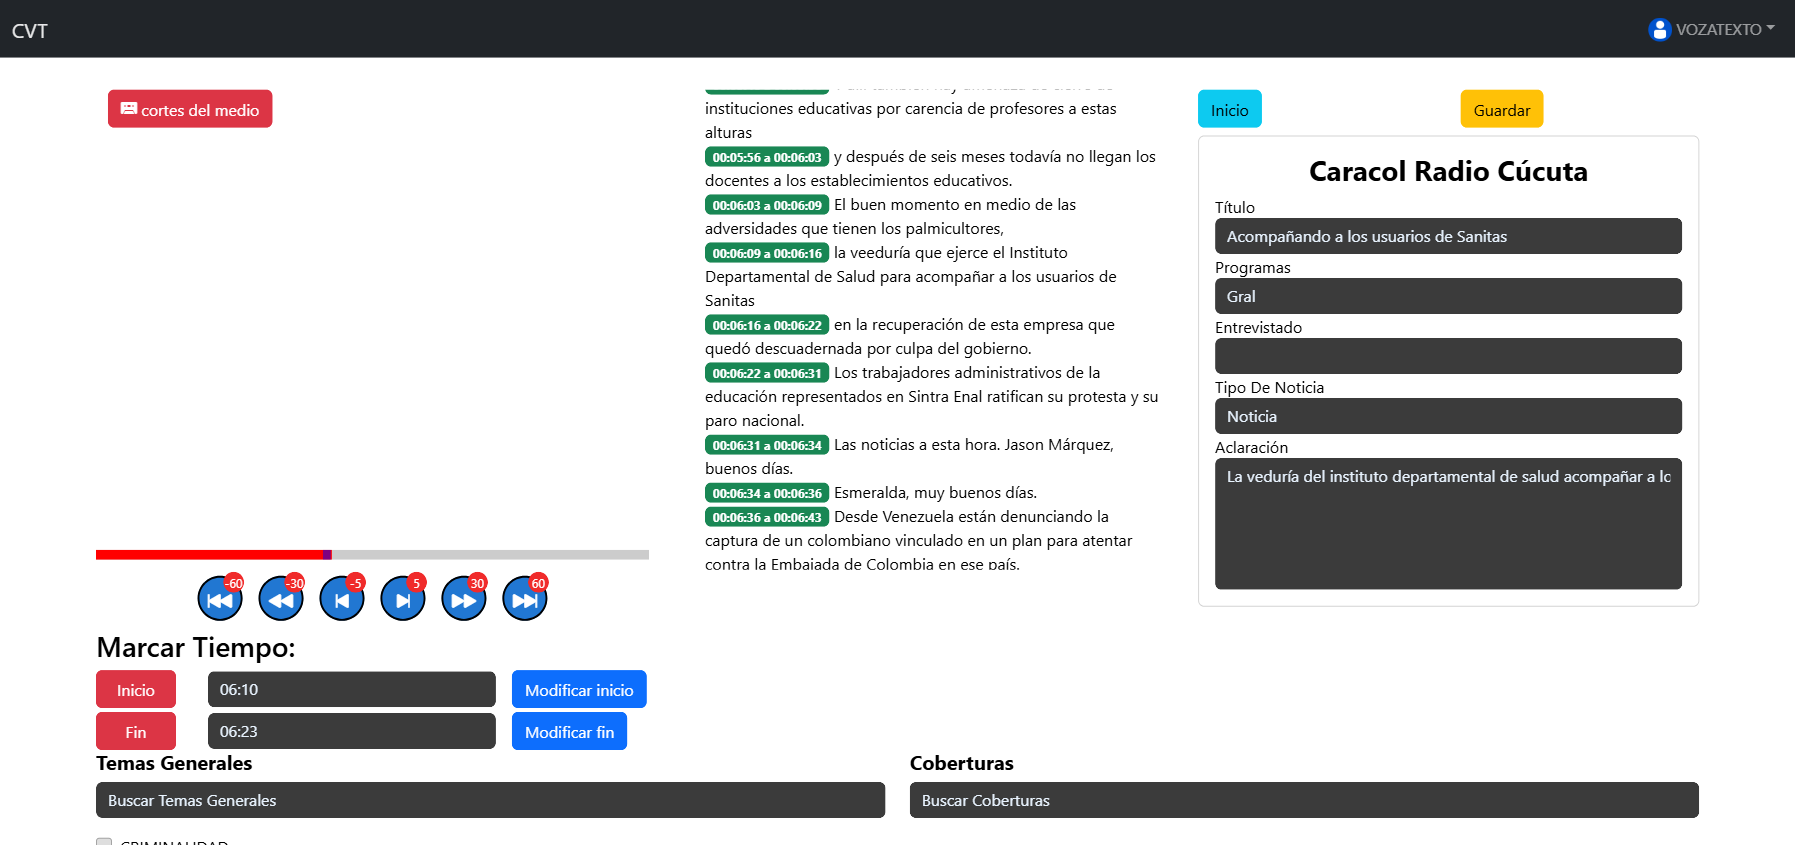 CVT
VOZATEXTO
cortes del medio
instituciones educativas por carencia de profesores a estas
alturas
00:05:56 a 00:06:03 y después de seis meses todavía no llegan los
docentes a los establecimientos educativos.
00:06:03 a 00:06:09 El buen momento en medio de las
adversidades que tienen los palmicultores,
00:06:09 a 00:06:16 la veeduría que ejerce el Instituto
Departamental de Salud para acompañar a los usuarios de
Sanitas
00:06:16 a 00:06:22 en la recuperación de esta empresa que
quedó descuadernada por culpa del gobierno.
00:06:22 a 00:06:31 Los trabajadores administrativos de la
educación representados en Sintra Enal ratifican su protesta y su
paro nacional.
00:06:31 a 00:06:34 Las noticias a esta hora. Jason Márquez,
buenos días.
00:06:34 a 00:06:36 Esmeralda, muy buenos días.
00:06:36 a 00:06:43 Desde Venezuela están denunciando la
captura de un colombiano vinculado en un plan para atentar
contra la Embajada de Colombia en ese país.
Inicio
Guardar
Caracol Radio Cúcuta
Título
Acompañando a los usuarios de Sanitas
Programas
Gral
Entrevistado
Tipo De Noticia
Noticia
Aclaración
La veduría del instituto departamental de salud acompañar a lo
-60 -30 -5 5 30 60
Marcar Tiempo:
Inicio 06:10 Modificar inicio
Fin 06:23 Modificar fin
Temas Generales
Buscar Temas Generales
Coberturas
Buscar Coberturas
CRIMINALIDAD